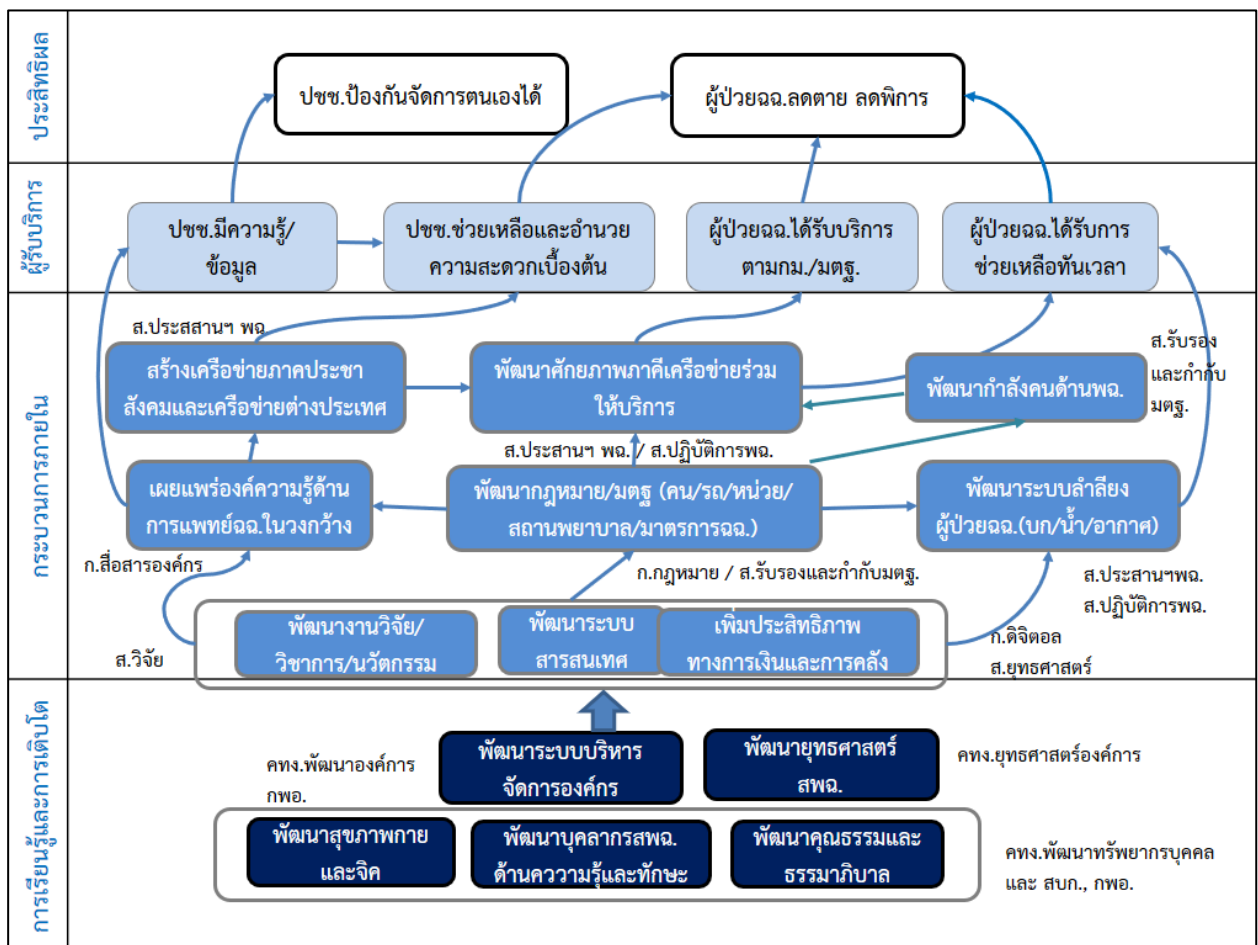 ประสิทธิผล
ปชช.ป้องกันจัดการตนเองได้
ผู้ป่วยฉฉ.ลดตาย ลดพิการ
ผู้รับบริการ
ปชช.มีความรู้/
ข้อมูล
ปชช.ช่วยเหลือและอำนวย
ความสะดวกเบื้องต้น
ผู้ป่วยฉฉ.ได้รับบริการ
ตามกม./มตฐ.
ผู้ป่วยฉฉ.ได้รับการ
ช่วยเหลือทันเวลา
กระบวนการภายใน
ส.ประสสานฯ พฉ
สร้างเครือข่ายภาคประชา
สังคมและเครือข่ายต่างประเทศ
พัฒนาศักยภาพภาคีเครือข่ายร่วม
ให้บริการ
พัฒนากำลังคนด้านพฉ.
ส.รับรอง
และกำกับ
มตฐ.
ส.ประสานฯ พฉ. / ส.ปฏิบัติการพฉ.
เผยแพร่องค์ความรู้ด้าน
การแพทย์ฉฉ.ในวงกว้าง
พัฒนากฎหมาย/มตฐ (คน/รถ/หน่วย/
สถานพยาบาล/มาตรการฉฉ.)
พัฒนาระบบลำลียง
ผู้ป่วยฉฉ.(บก/น้ำ/อากาศ)
ก.สื่อสารองค์กร
ก.กฎหมาย / ส.รับรองและกำกับมตฐ.
ส.ประสานฯพฉ.
ส.ปฏิบัติการพฉ.
ส.วิจัย
พัฒนางานวิจัย/
วิชาการ/นวัตกรรม
พัฒนาระบบ
สารสนเทศ
เพิ่มประสิทธิภาพ
ทางการเงินและการคลัง
ก.ดิจิตอล
ส.ยุทธศาสตร์
การเรียนรู้และการเติบโต
คทง.พัฒนาองค์การ
กพอ.
พัฒนาระบบบริหาร
จัดการองค์กร
พัฒนายุทธศาสตร์
สพฉ.
คทง.ยุทธศาสตร์องค์การ
พัฒนาสุขภาพกาย
และจิค
พัฒนาบุคลากรสพฉ.
ด้านคววามรู้และทักษะ
พัฒนาคุณธรรมและ
ธรรมาภิบาล
คทง.พัฒนาทรัพยากรบุคคล
และ สบก., กพอ.